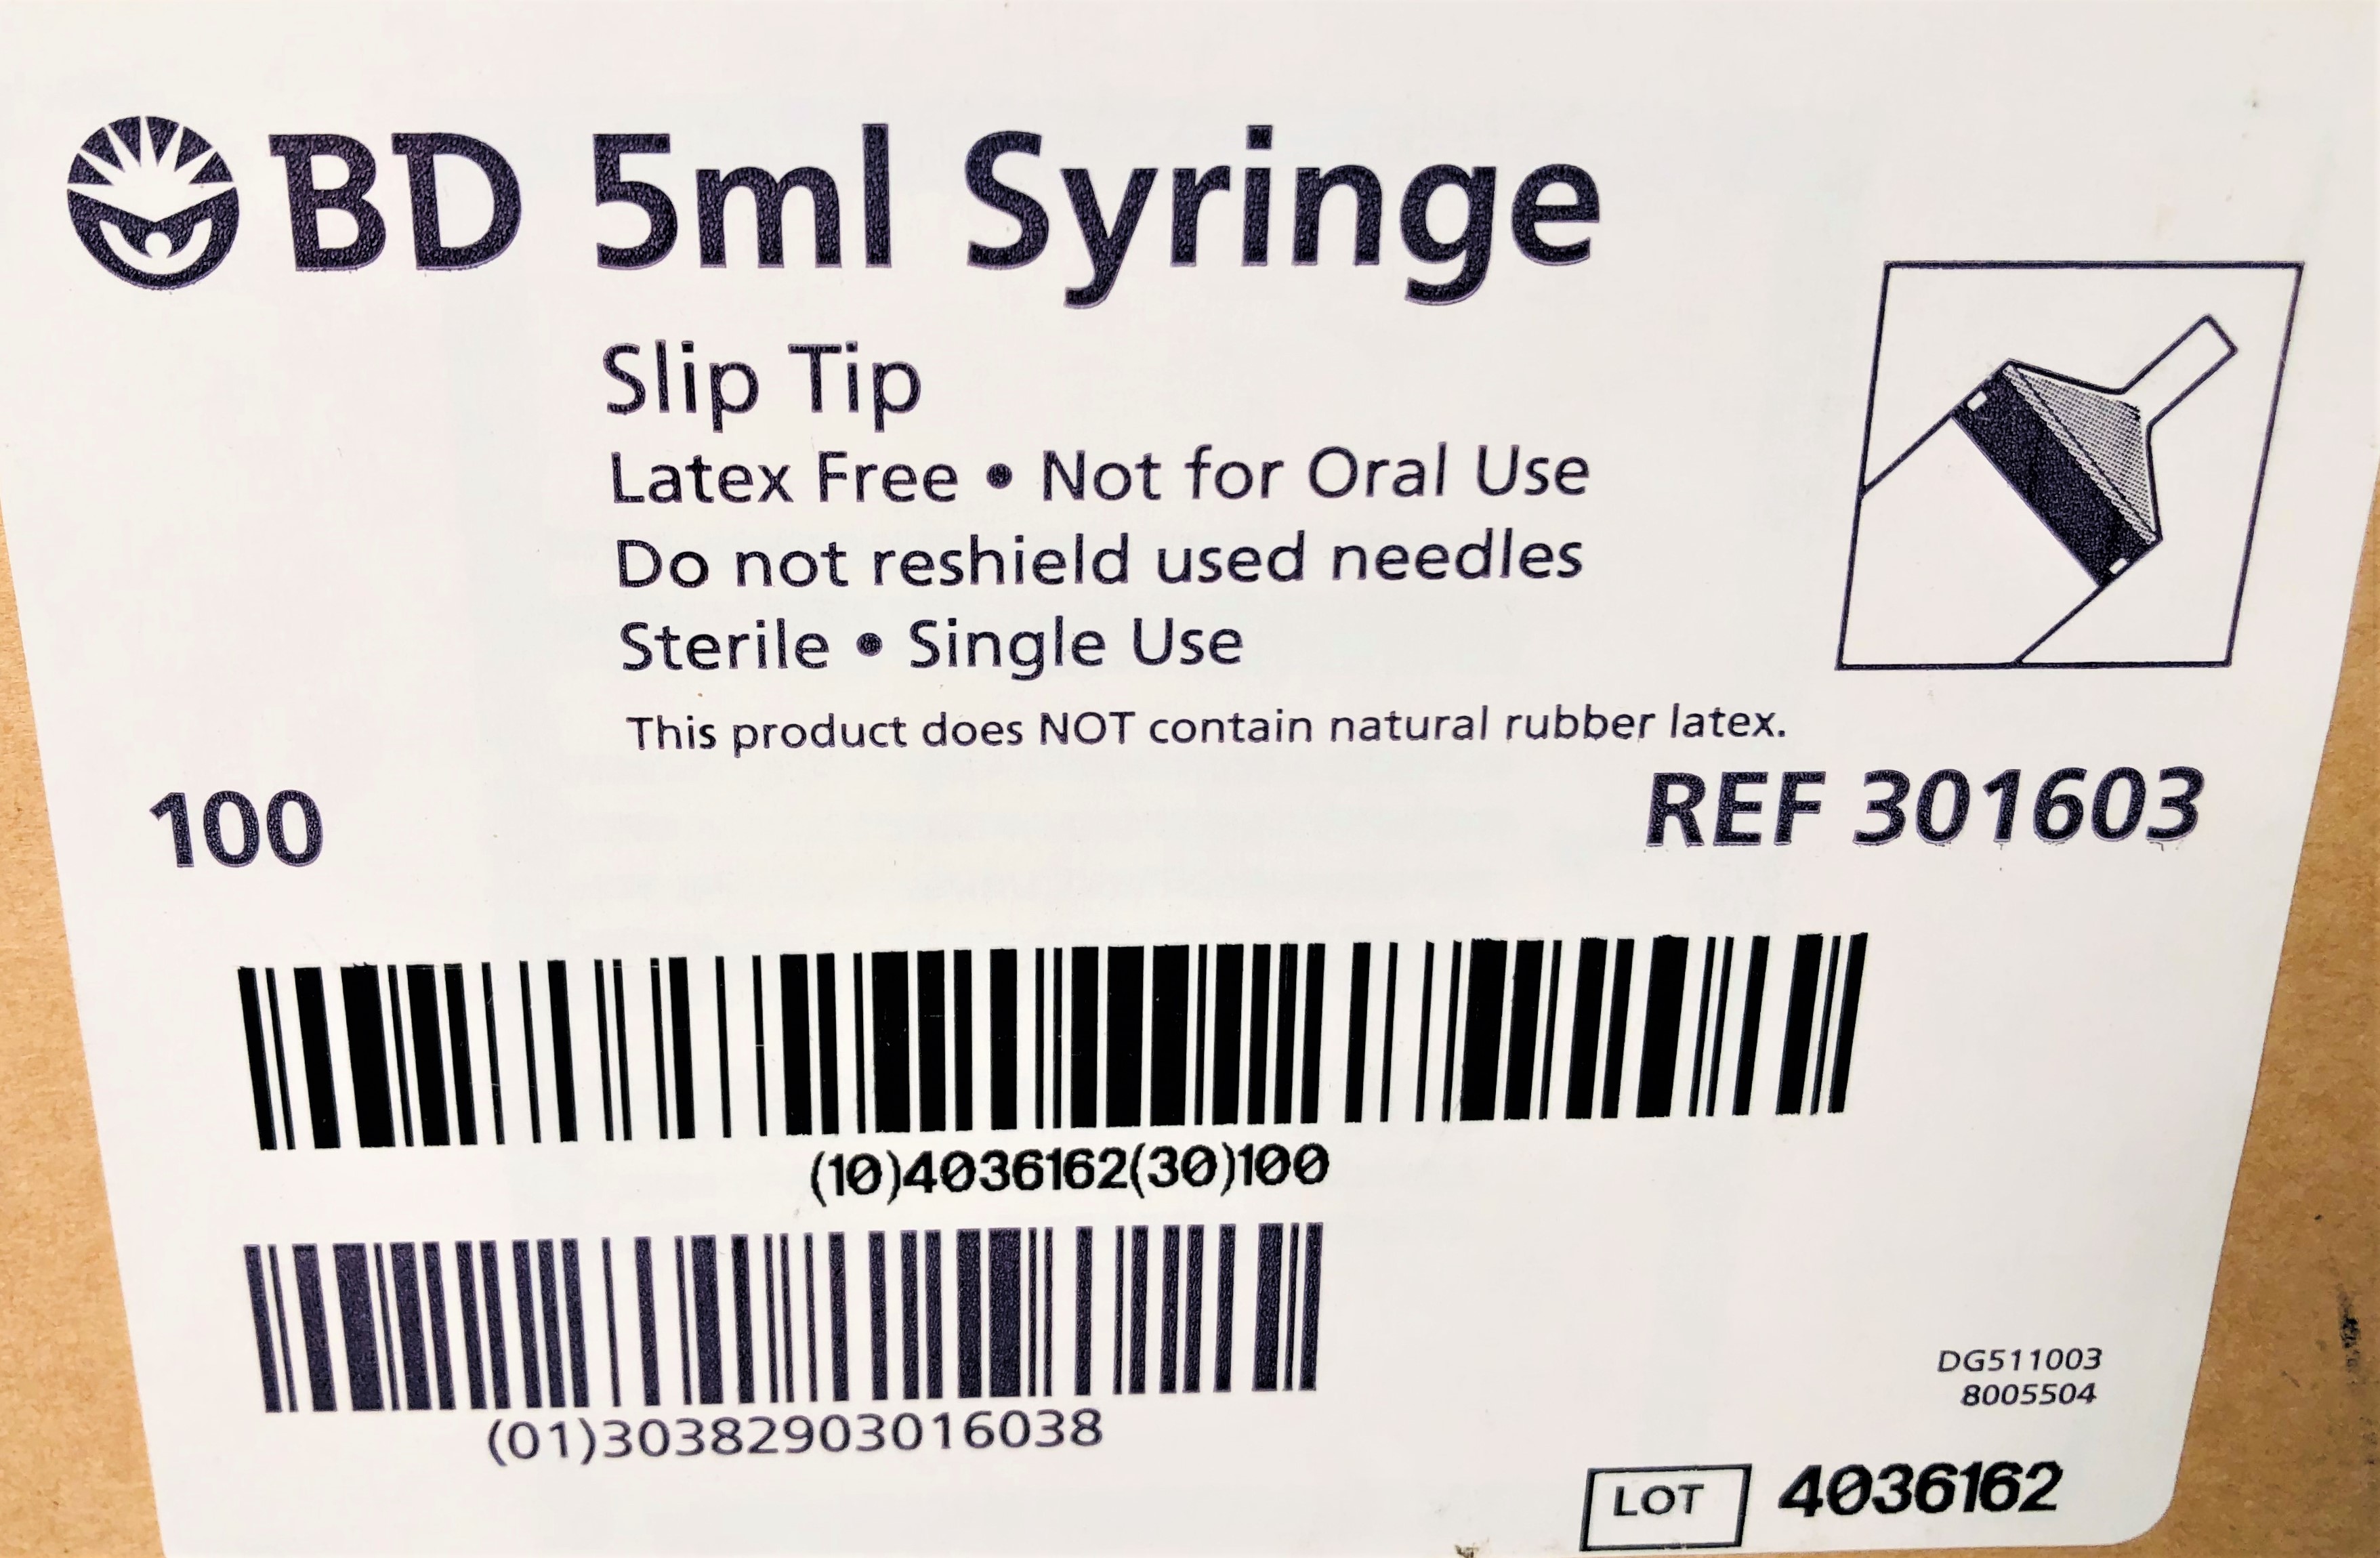 BD 5ml Syringe
Slip Tip
Latex Free • Not for Oral Use
Do not reshield used needles
Sterile • Single Use
This product does NOT contain natural rubber latex.
100
REF 301603
(10)4036162(30)100
(01)30382903016038
DG511003
8005504
LOT 4036162